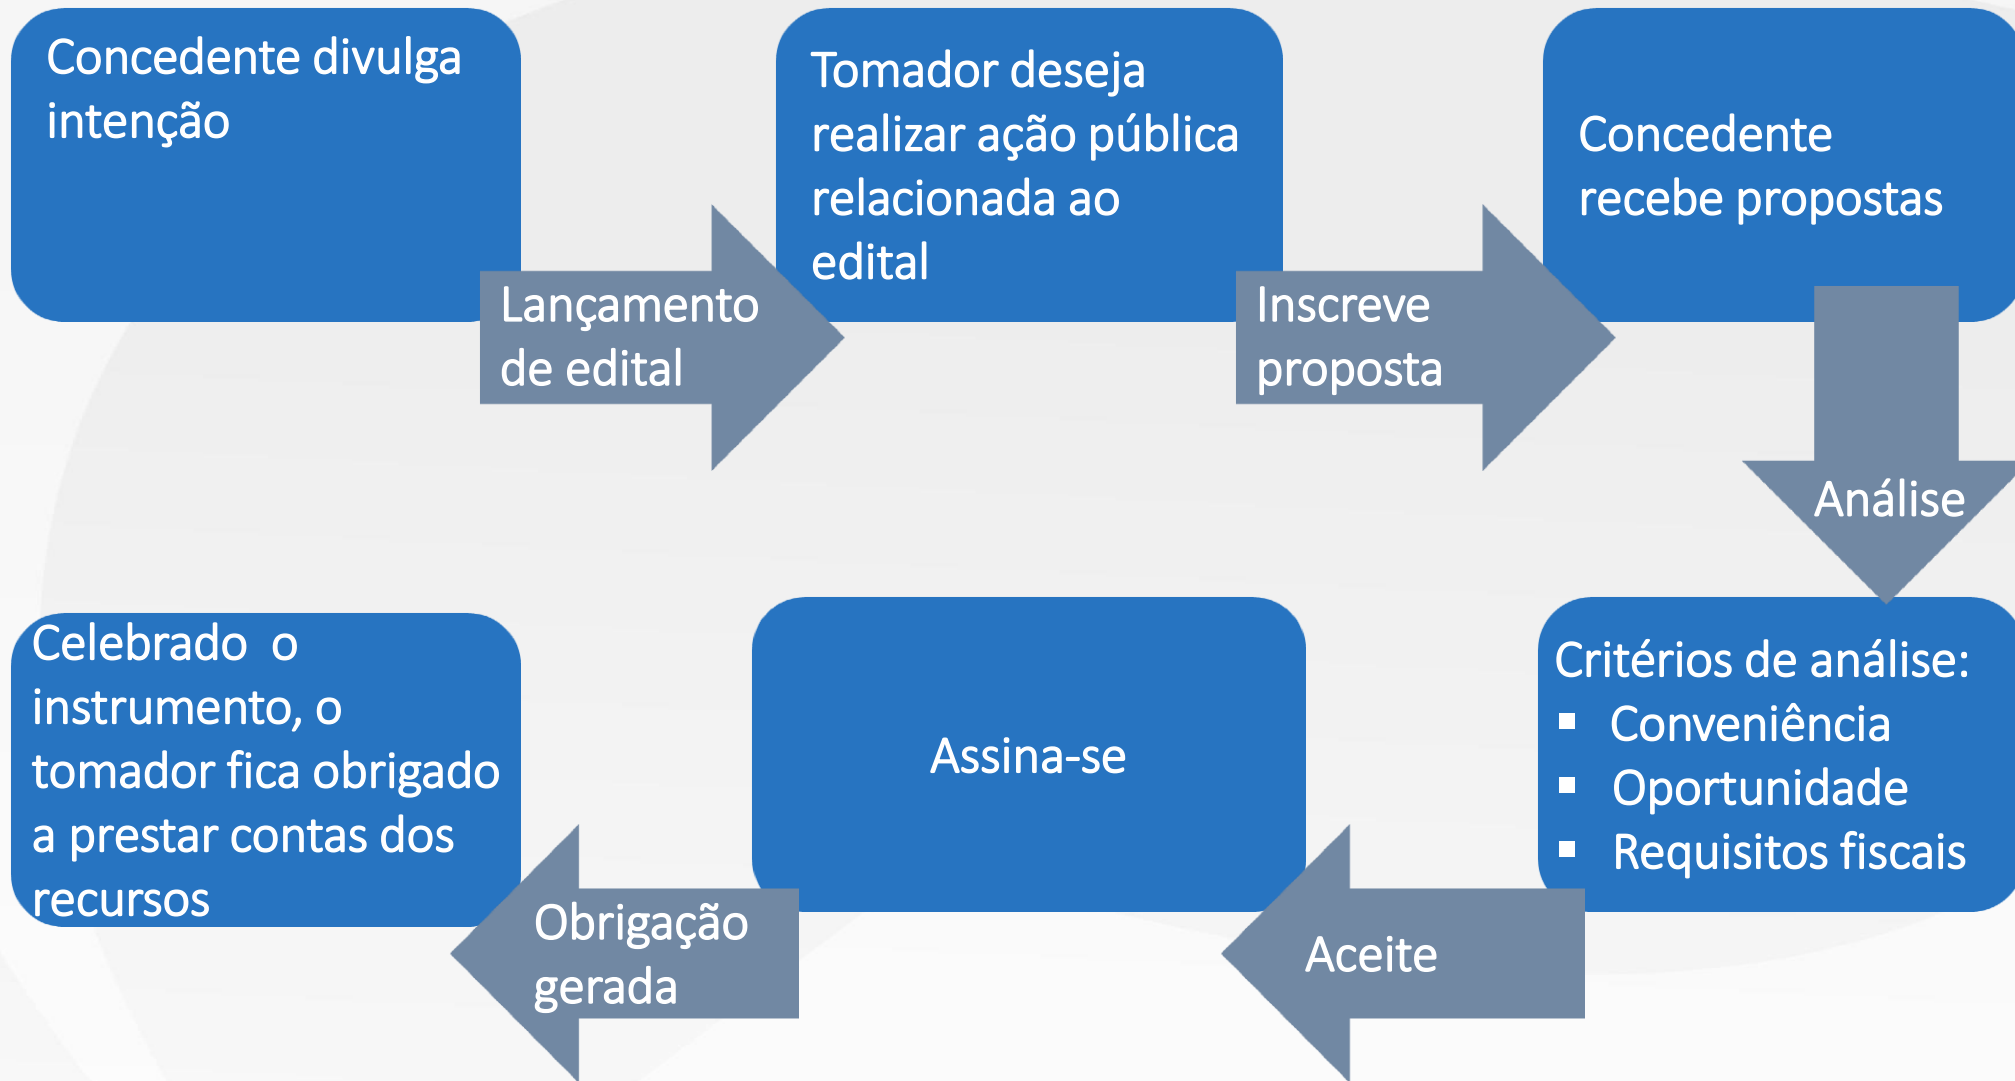 Concedente divulga
intenção
Lançamento
de edital
Tomador deseja
realizar ação pública
relacionada ao
edital
Inscreve
proposta
Concedente
recebe propostas
Análise
Critérios de análise:
▪ Conveniência
▪ Oportunidade
▪ Requisitos fiscais
Aceite
Assina-se
Obrigação
gerada
Celebrado  o
instrumento, o
tomador fica obrigado
a prestar contas dos
recursos